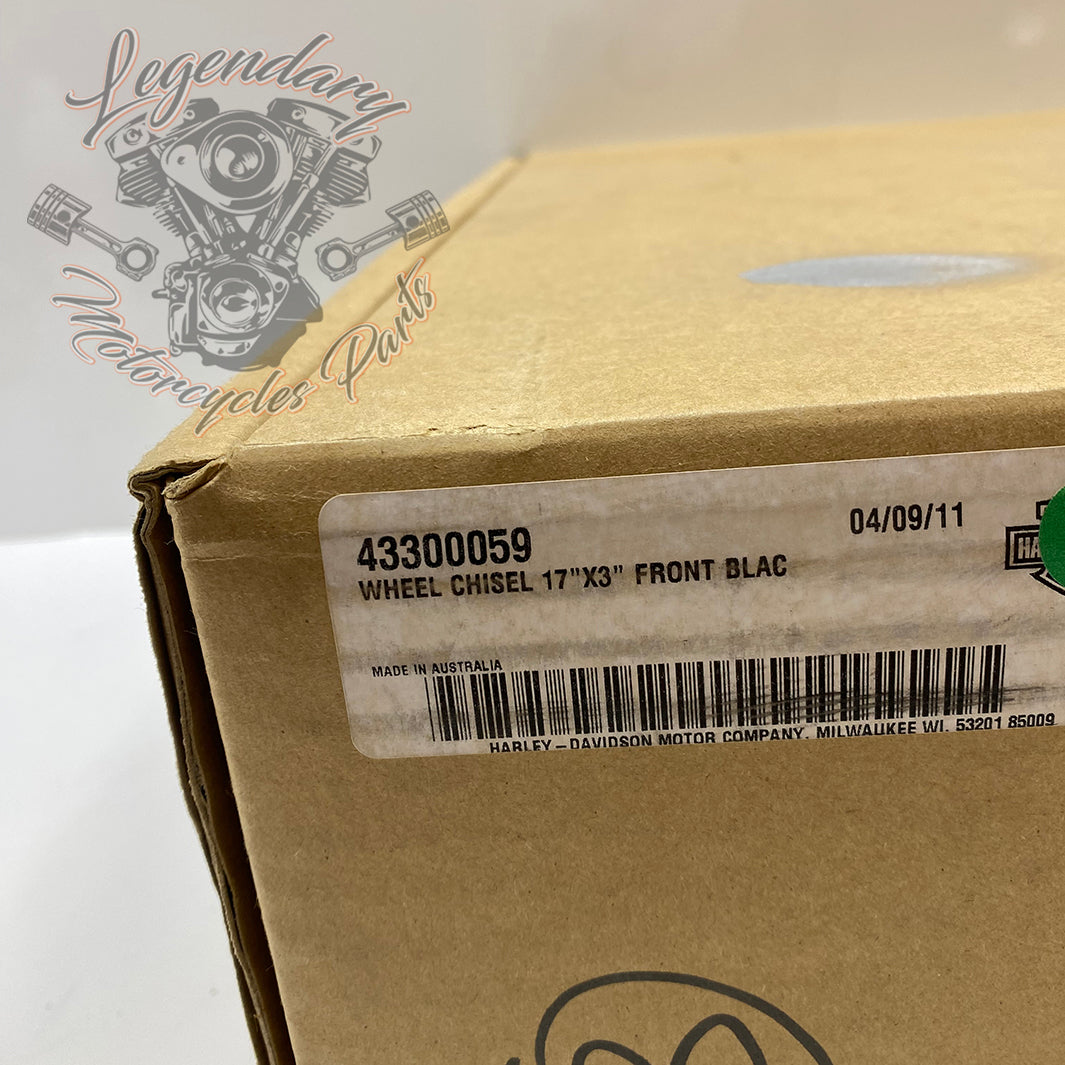 Legendary
Motorcycles Parts
43300059
04/09/11
WHEEL CHISEL 17"X3" FRONT BLAC
HA
MADE IN AUSTRALIA
HARLEY-DAVIDSON MOTOR COMPANY, MILWAUKEE WI. 53201 85009